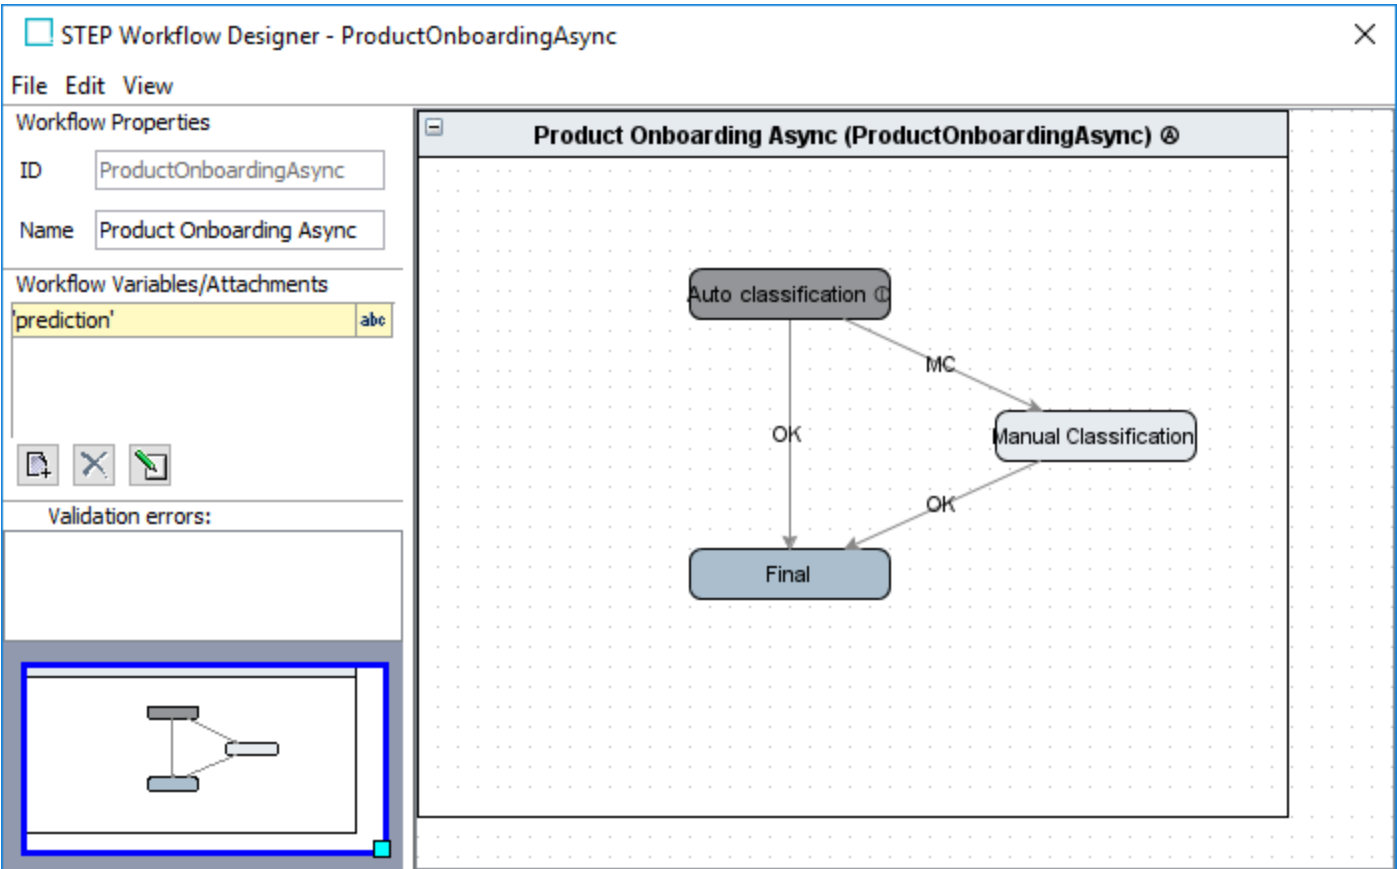 STEP Workflow Designer - ProductOnboardingAsync
File Edit View
Workflow Properties
ID ProductOnboardingAsync
Name Product Onboarding Async
Workflow Variables/Attachments
'prediction' abc
Validation errors:
Product Onboarding Async (ProductOnboardingAsync) Ⓐ
Auto classification
MC
OK
Manual Classification
OK
Final